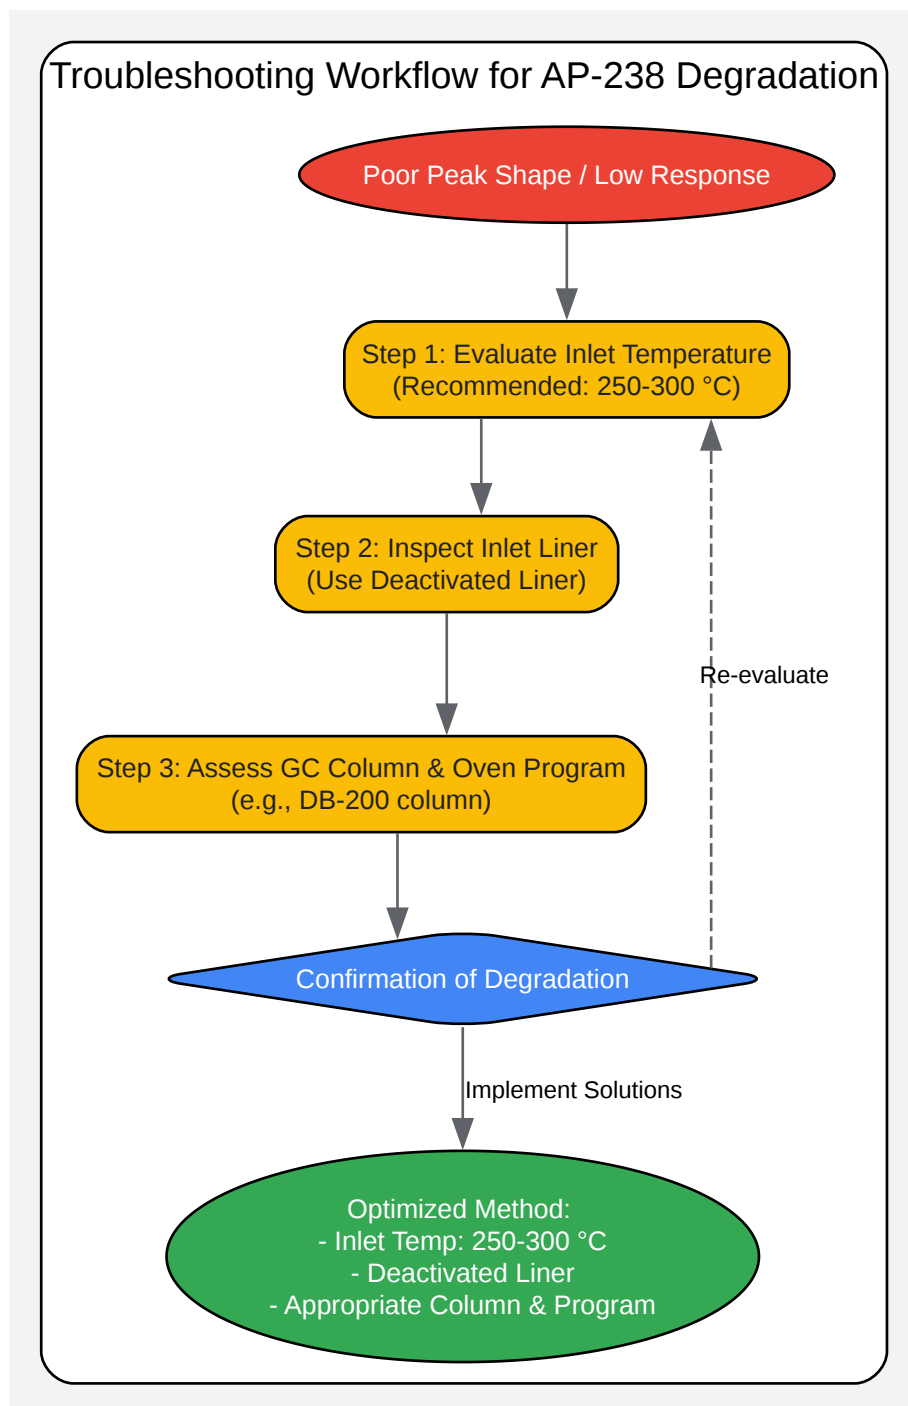 Troubleshooting Workflow for AP-238 Degradation
Poor Peak Shape / Low Response
Step 1: Evaluate Inlet Temperature
(Recommended: 250-300 °C)
Step 2: Inspect Inlet Liner
(Use Deactivated Liner)
Re-evaluate
Step 3: Assess GC Column & Oven Program
(e.g., DB-200 column)
Confirmation of Degradation
Implement Solutions
Optimized Method:
- Inlet Temp: 250-300 °C
- Deactivated Liner
- Appropriate Column & Program